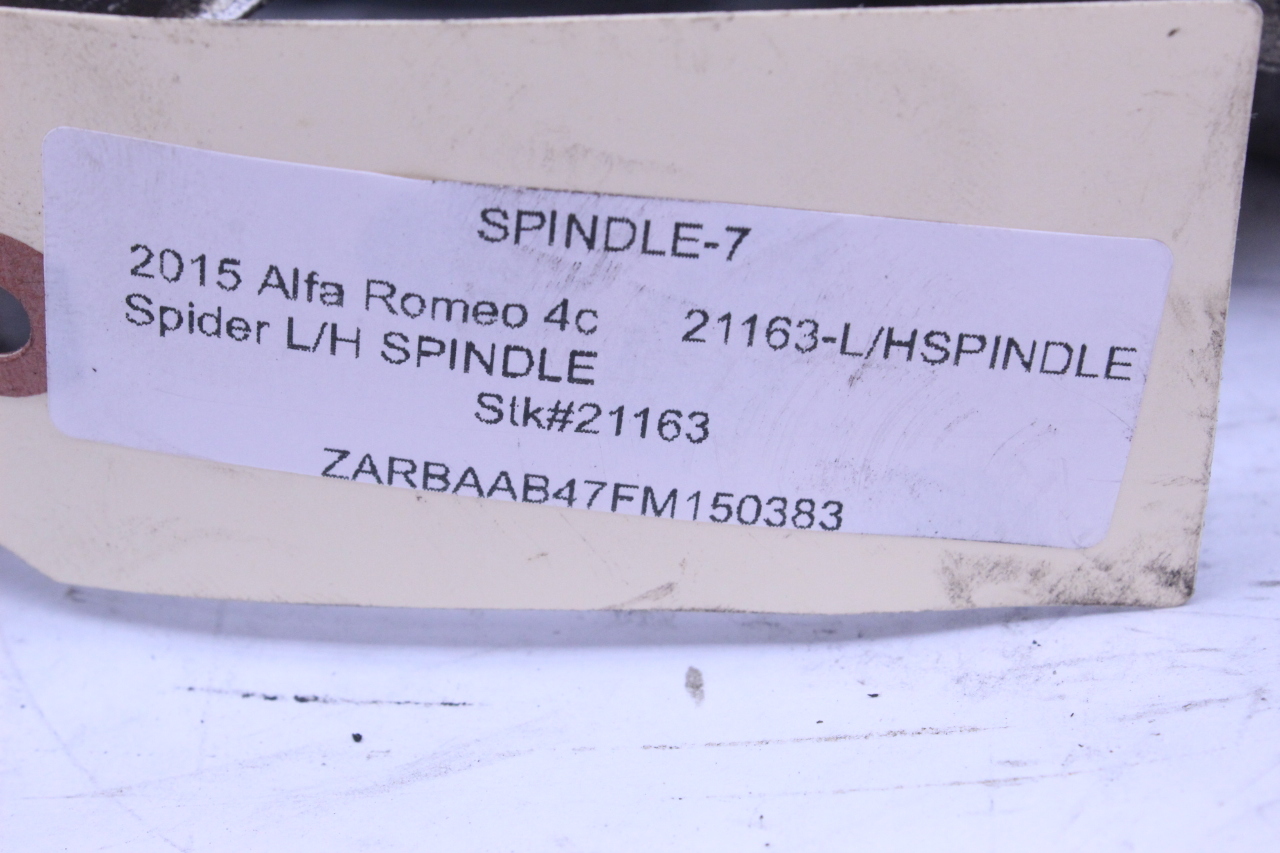 SPINDLE-7
2015 Alfa Romeo 4c
Spider L/H SPINDLE
21163-L/HSPINDLE
Stk#21163
ZARBAAB47FM150383